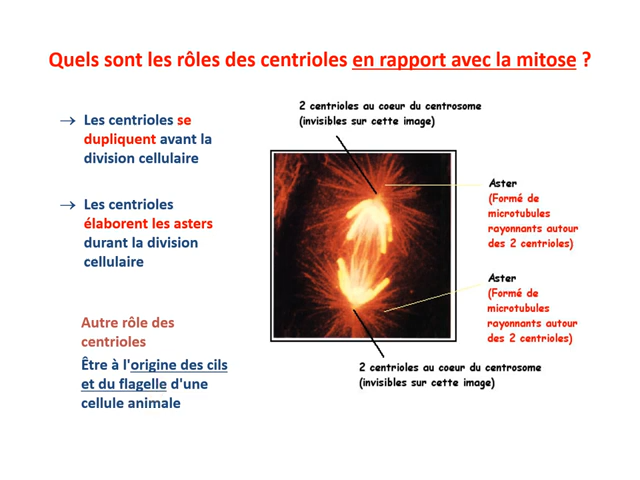 Quels sont les rôles des centrioles en rapport avec la mitose ?
→ Les centrioles se
dupliquent avant la
division cellulaire
→ Les centrioles
élaborent les asters
durant la division
cellulaire
Autre rôle des
centrioles
Être à l'origine des cils
et du flagelle d'une
cellule animale
2 centrioles au coeur du centrosome
(invisibles sur cette image)
Aster
(Formé de
microtubules
rayonnants autour
des 2 centrioles)
Aster
(Formé de
microtubules
rayonnants autour
des 2 centrioles)
2 centrioles au coeur du centrosome
(invisibles sur cette image)